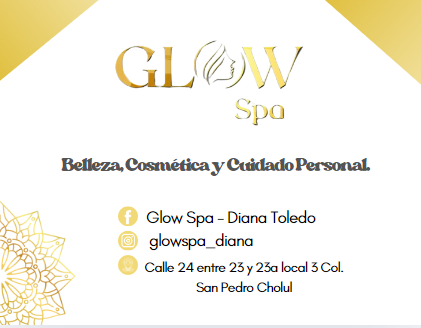 GLOW
Spa
Belleza, Cosmética y Cuidado Personal.
Glow Spa - Diana Toledo
glowspa_diana
Calle 24 entre 23 y 23a local 3 Col.
San Pedro Cholul